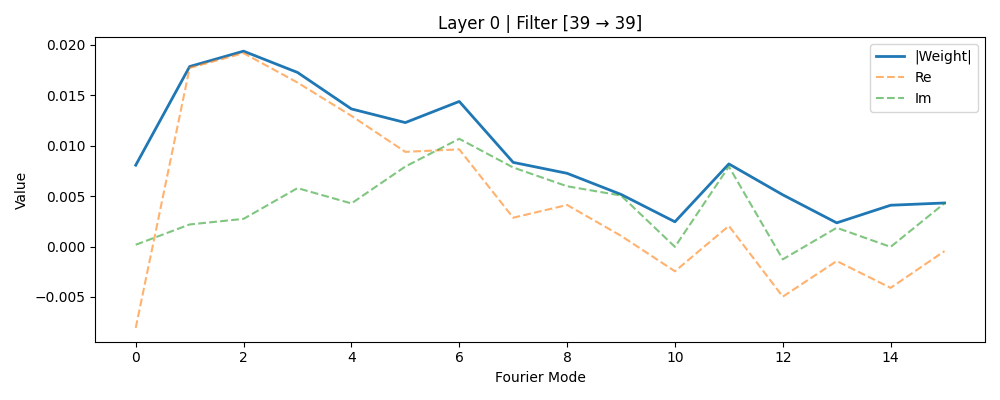 Layer 0 | Filter [39 → 39]
|Weight|
Re
Im
Value
0.020
0.015
0.010
0.005
0.000
−0.005
0 2 4 6 8 10 12 14
Fourier Mode